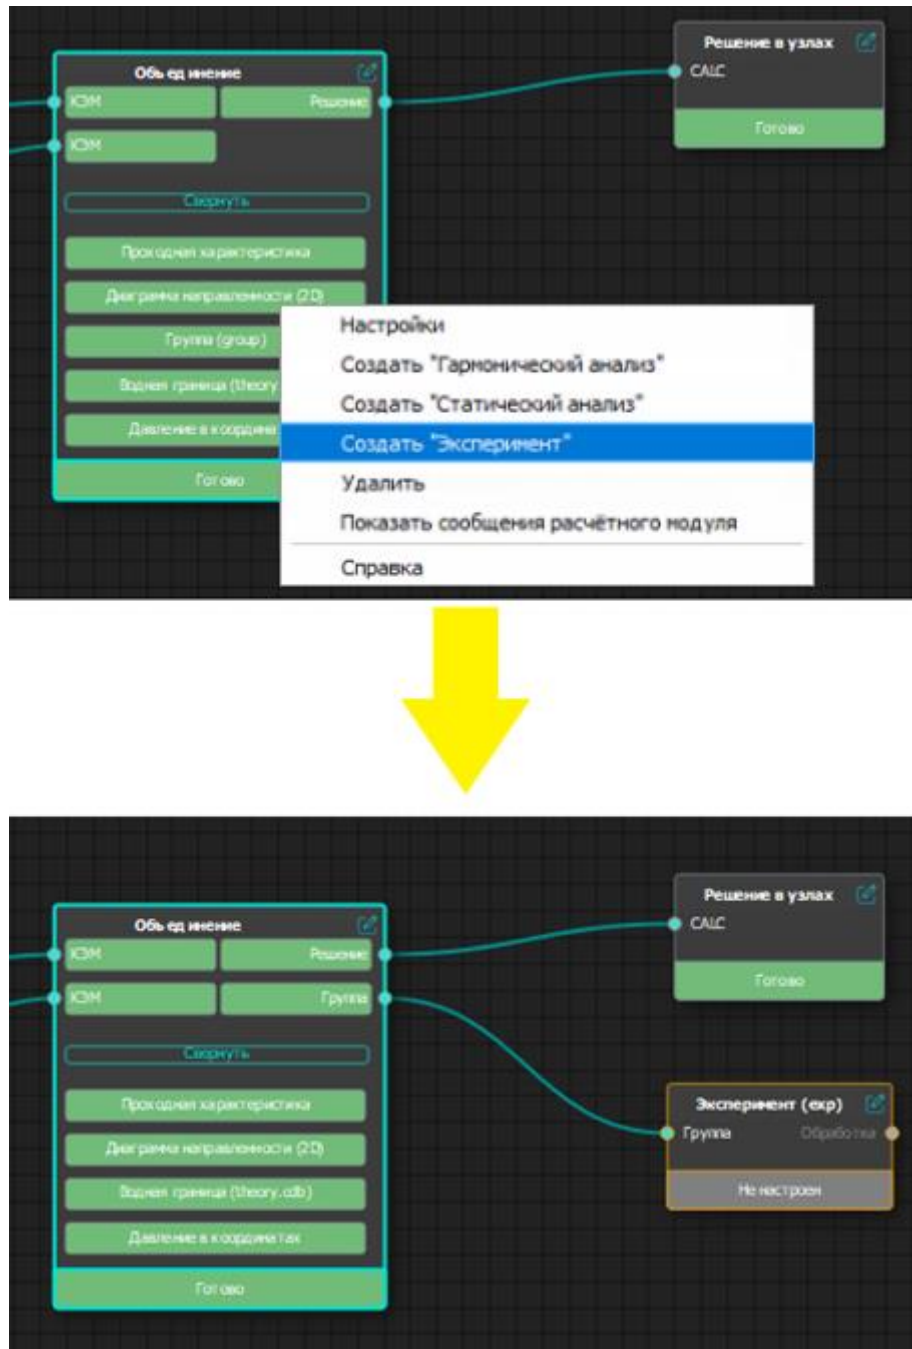 Решение в узлах
CALC
Готово
Объединение
КЭМ
Решение
КЭМ
Свернуть
Проходная характеристика
Диаграмма направленности (2D)
Группа (group)
Водная граница (theory
Давление в координа
Готово
Настройки
Создать "Гармонический анализ"
Создать "Статический анализ"
Создать "Эксперимент"
Удалить
Показать сообщения расчётного модуля
Справка
Решение в узлах
CALC
Готово
Объединение
КЭМ
Решение
КЭМ
Группа
Свернуть
Проходная характеристика
Диаграмма направленности (2D)
Водная граница (theory.cdb)
Давление в координатах
Готово
Эксперимент (exp)
Группа
Обработка
Не настроен